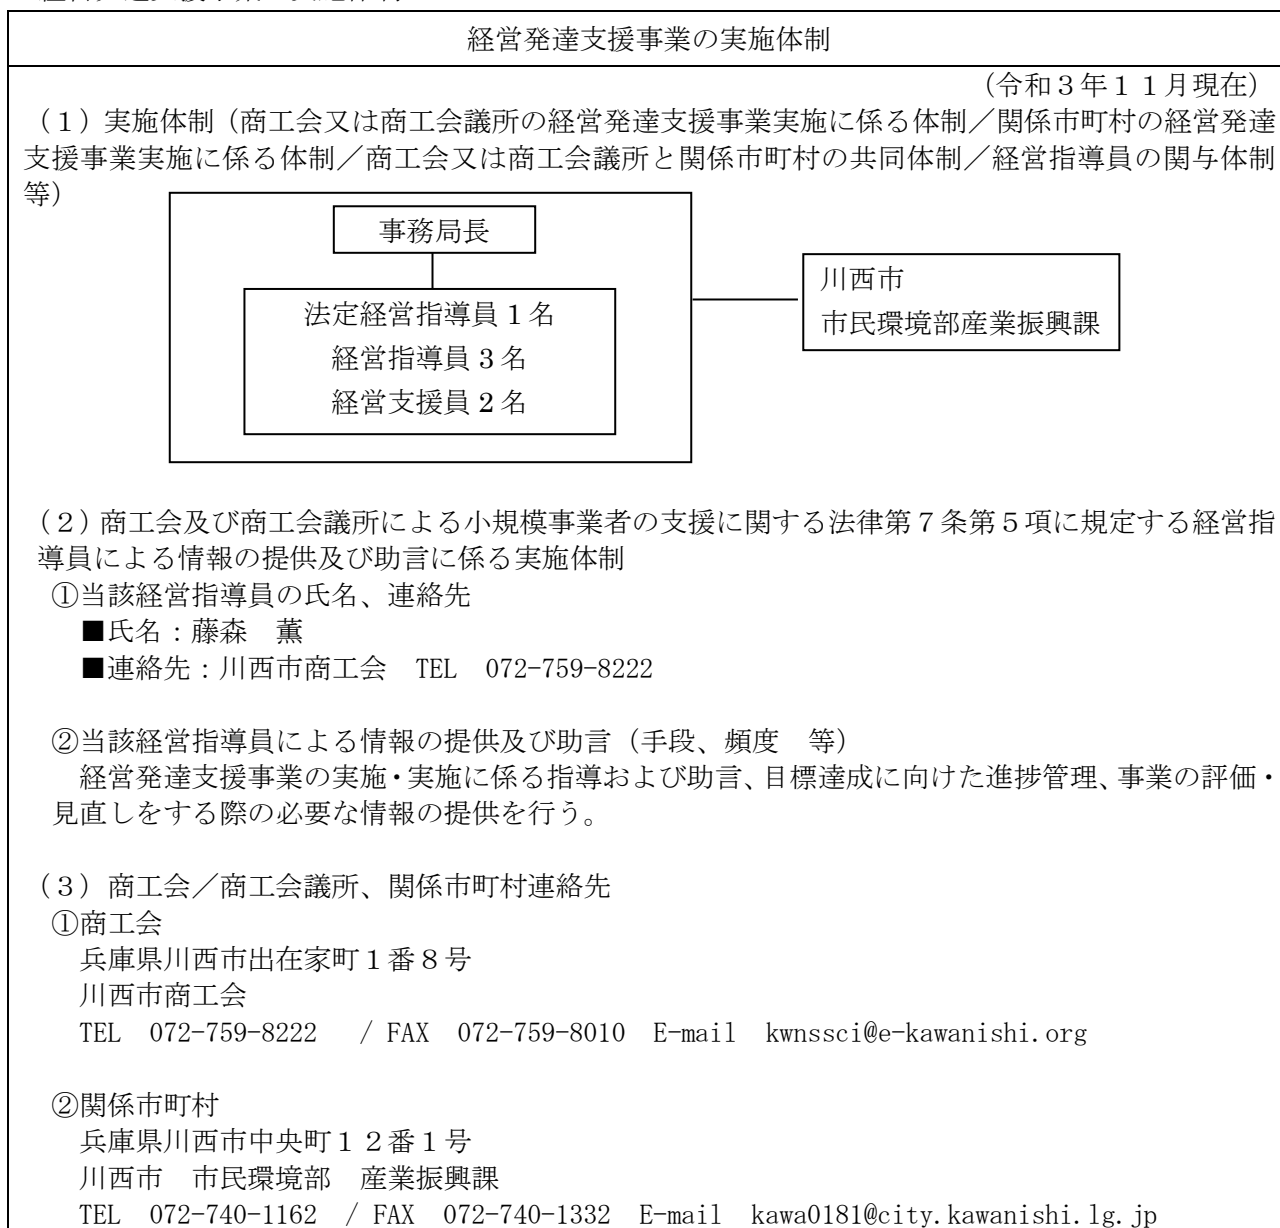 経営発達支援事業の実施体制
（令和３年１１月現在）
（１）実施体制（商工会又は商工会議所の経営発達支援事業実施に係る体制／関係市町村の経営発達
支援事業実施に係る体制／商工会又は商工会議所と関係市町村の共同体制／経営指導員の関与体制
等）
事務局長
法定経営指導員 1 名
経営指導員 3 名
経営支援員 2 名
川西市
市民環境部産業振興課
（２）商工会及び商工会議所による小規模事業者の支援に関する法律第７条第５項に規定する経営指
導員による情報の提供及び助言に係る実施体制
①当該経営指導員の氏名、連絡先
■氏名：藤森　薫
■連絡先：川西市商工会　TEL　072-759-8222
②当該経営指導員による情報の提供及び助言（手段、頻度　等）
経営発達支援事業の実施・実施に係る指導および助言、目標達成に向けた進捗管理、事業の評価・
見直しをする際の必要な情報の提供を行う。
（３）商工会／商工会議所、関係市町村連絡先
①商工会
兵庫県川西市出在家町１番８号
川西市商工会
TEL　072-759-8222　/ FAX　072-759-8010　E-mail　kwnssci@e-kawanishi.org
②関係市町村
兵庫県川西市中央町１２番１号
川西市　市民環境部　産業振興課
TEL　072-740-1162　/ FAX　072-740-1332　E-mail　kawa0181@city.kawanishi.lg.jp